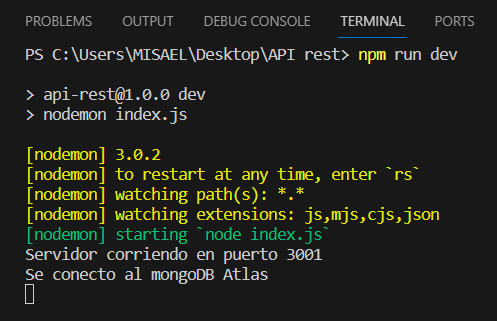 PROBLEMS OUTPUT DEBUG CONSOLE TERMINAL PORTS
PS C:\Users\MISAEL\Desktop\API rest> npm run dev
> api-rest@1.0.0 dev
> nodemon index.js
[nodemon] 3.0.2
[nodemon] to restart at any time, enter `rs`
[nodemon] watching path(s): *.*
[nodemon] watching extensions: js,mjs,cjs,json
[nodemon] starting `node index.js`
Servidor corriendo en puerto 3001
Se conecto al mongoDB Atlas